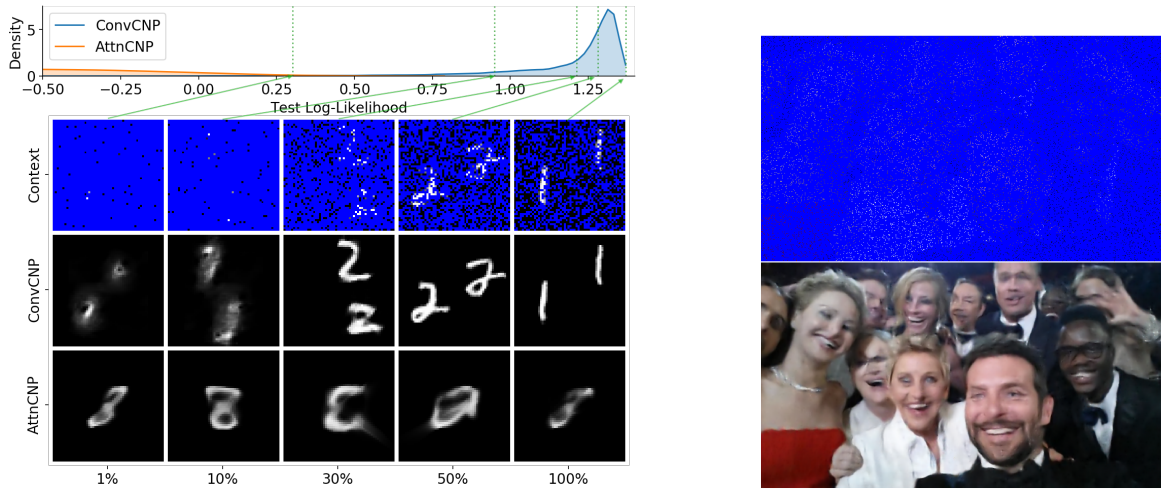 Density
5
0
ConvCNP
AttnCNP
−0.50 −0.25 0.00 0.25 0.50 0.75 1.00 1.25
Test Log-Likelihood
Context
ConvCNP
AttnCNP
1% 10% 30% 50% 100%